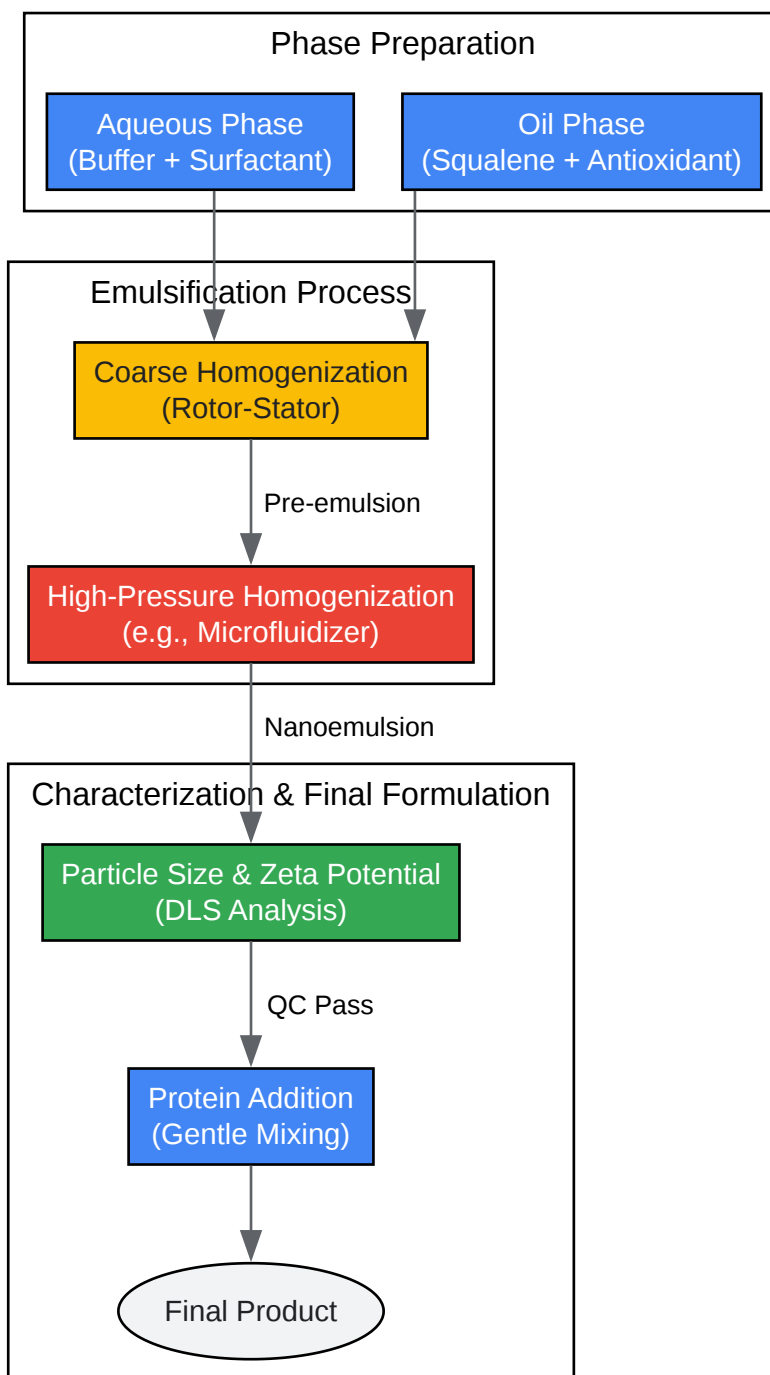 Phase Preparation
Aqueous Phase
(Buffer + Surfactant)
Oil Phase
(Squalene + Antioxidant)
Emulsification Process
Coarse Homogenization
(Rotor-Stator)
Pre-emulsion
High-Pressure Homogenization
(e.g., Microfluidizer)
Nanoemulsion
Characterization & Final Formulation
Particle Size & Zeta Potential
(DLS Analysis)
QC Pass
Protein Addition
(Gentle Mixing)
Final Product